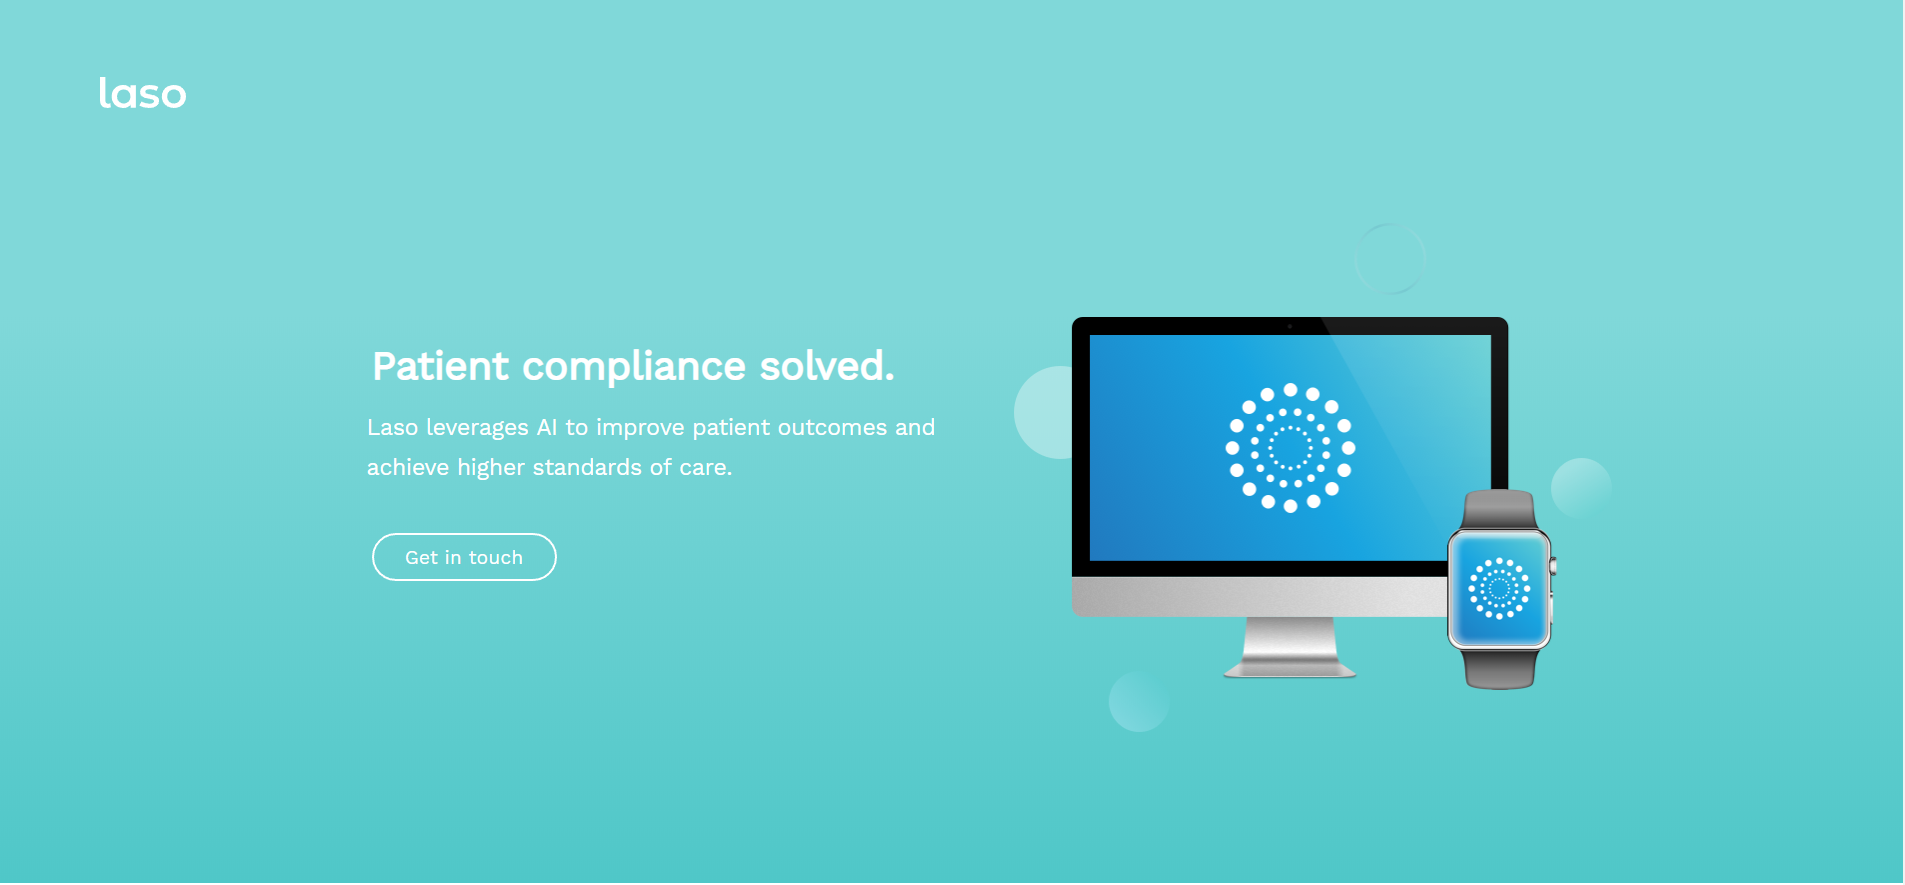 laso
Patient compliance solved.
Laso leverages AI to improve patient outcomes and
achieve higher standards of care.
Get in touch